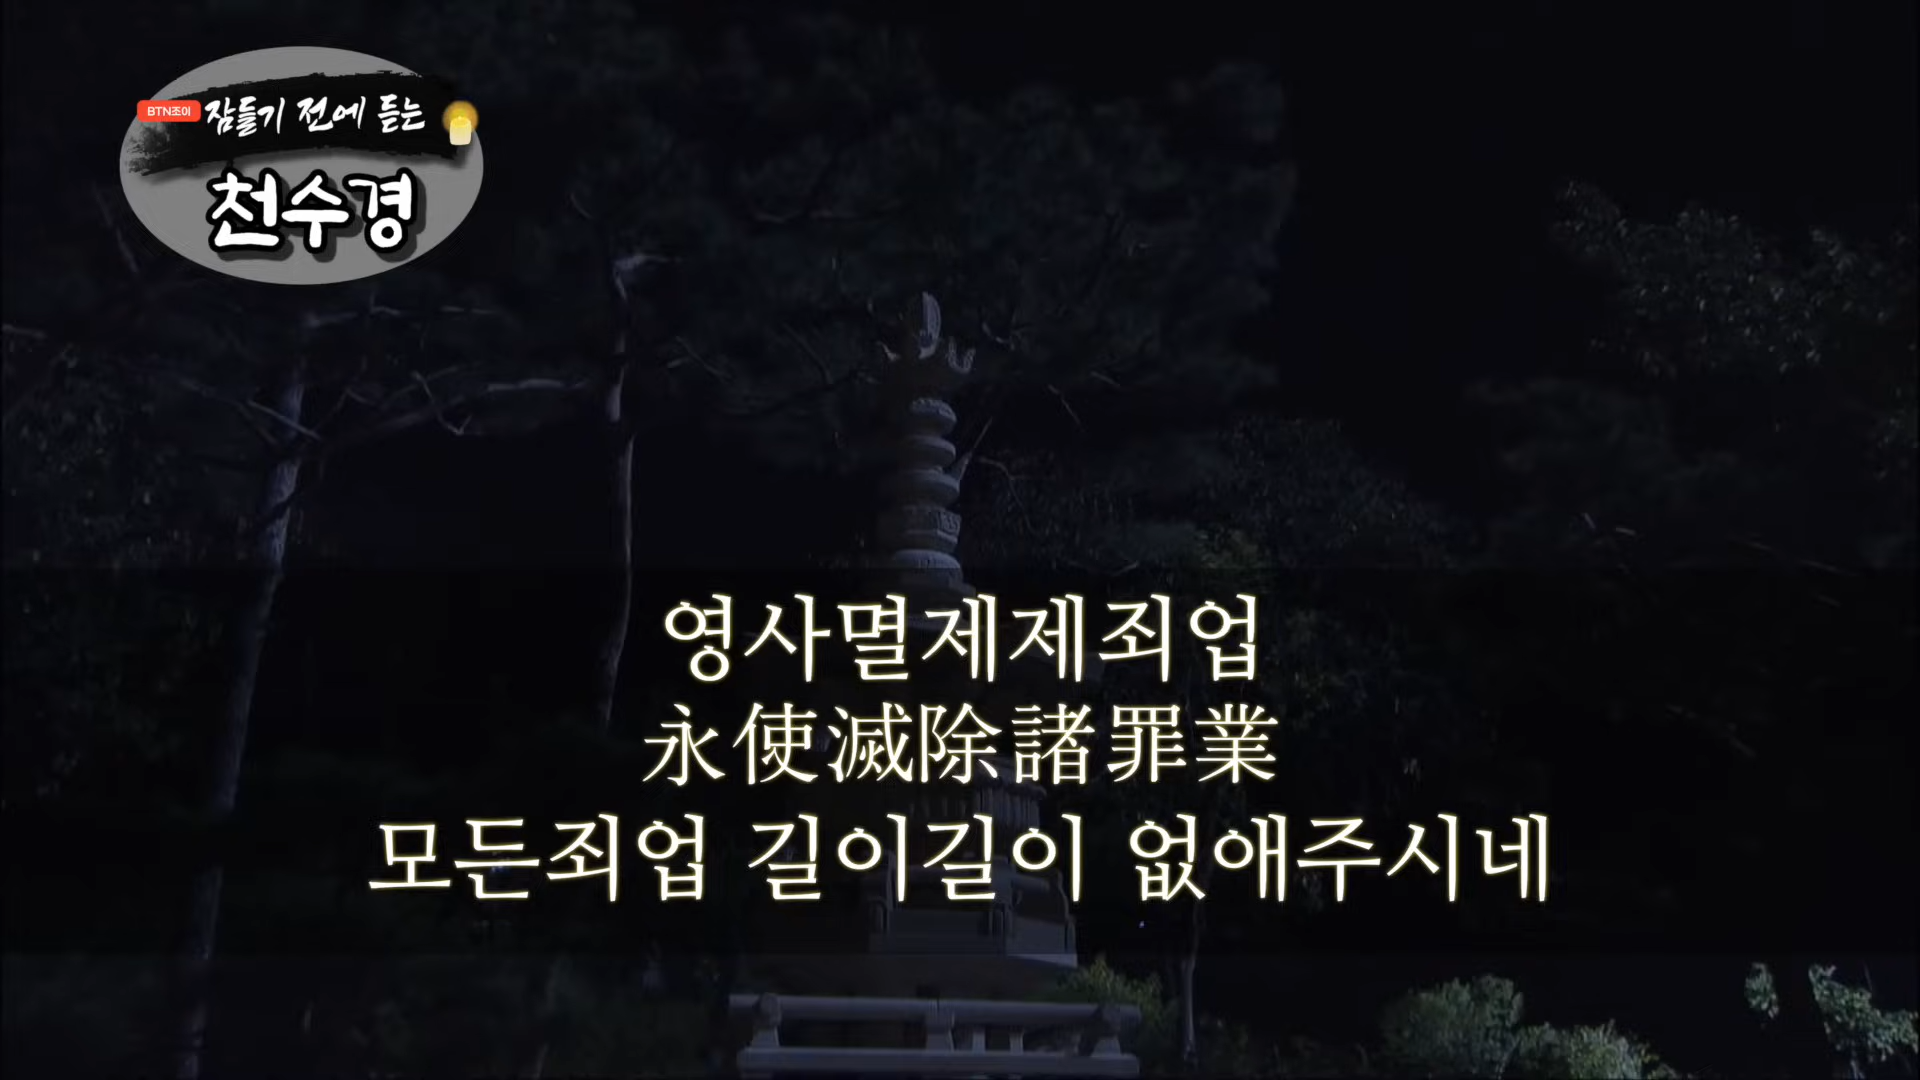 BTN조이
잠들기 전에 듣는
천수경
영사멸제제죄업
永使滅除諸罪業
모든죄업 길이길이 없애주시네